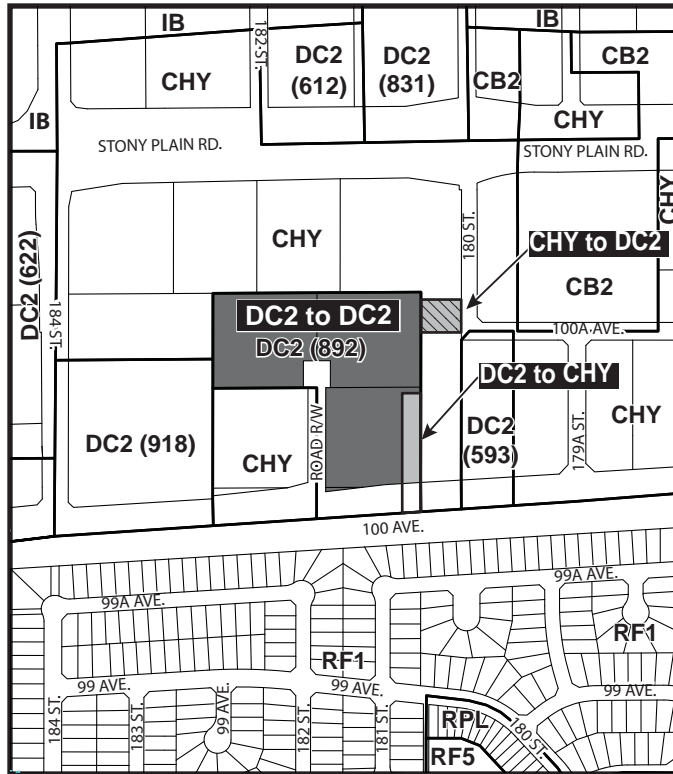 IB
182 ST.
IB
CHY
DC2
(612)
DC2
(831)
CB2
CB2
CHY
IB
STONY PLAIN RD.
STONY PLAIN RD.
CHY
DC2 (622)
184 ST.
CHY
180 ST.
CHY to DC2
CB2
DC2 to DC2
DC2 (892)
100A AVE.
DC2 to CHY
DC2 (918)
CHY
ROAD R/W
DC2
(593)
179A ST.
CHY
100 AVE.
99A AVE.
99A AVE.
RF1
RF1
99 AVE.
99 AVE.
99 AVE.
99 AVE.
184 ST.
183 ST.
182 ST.
181 ST.
RPL
180 ST.
RF5